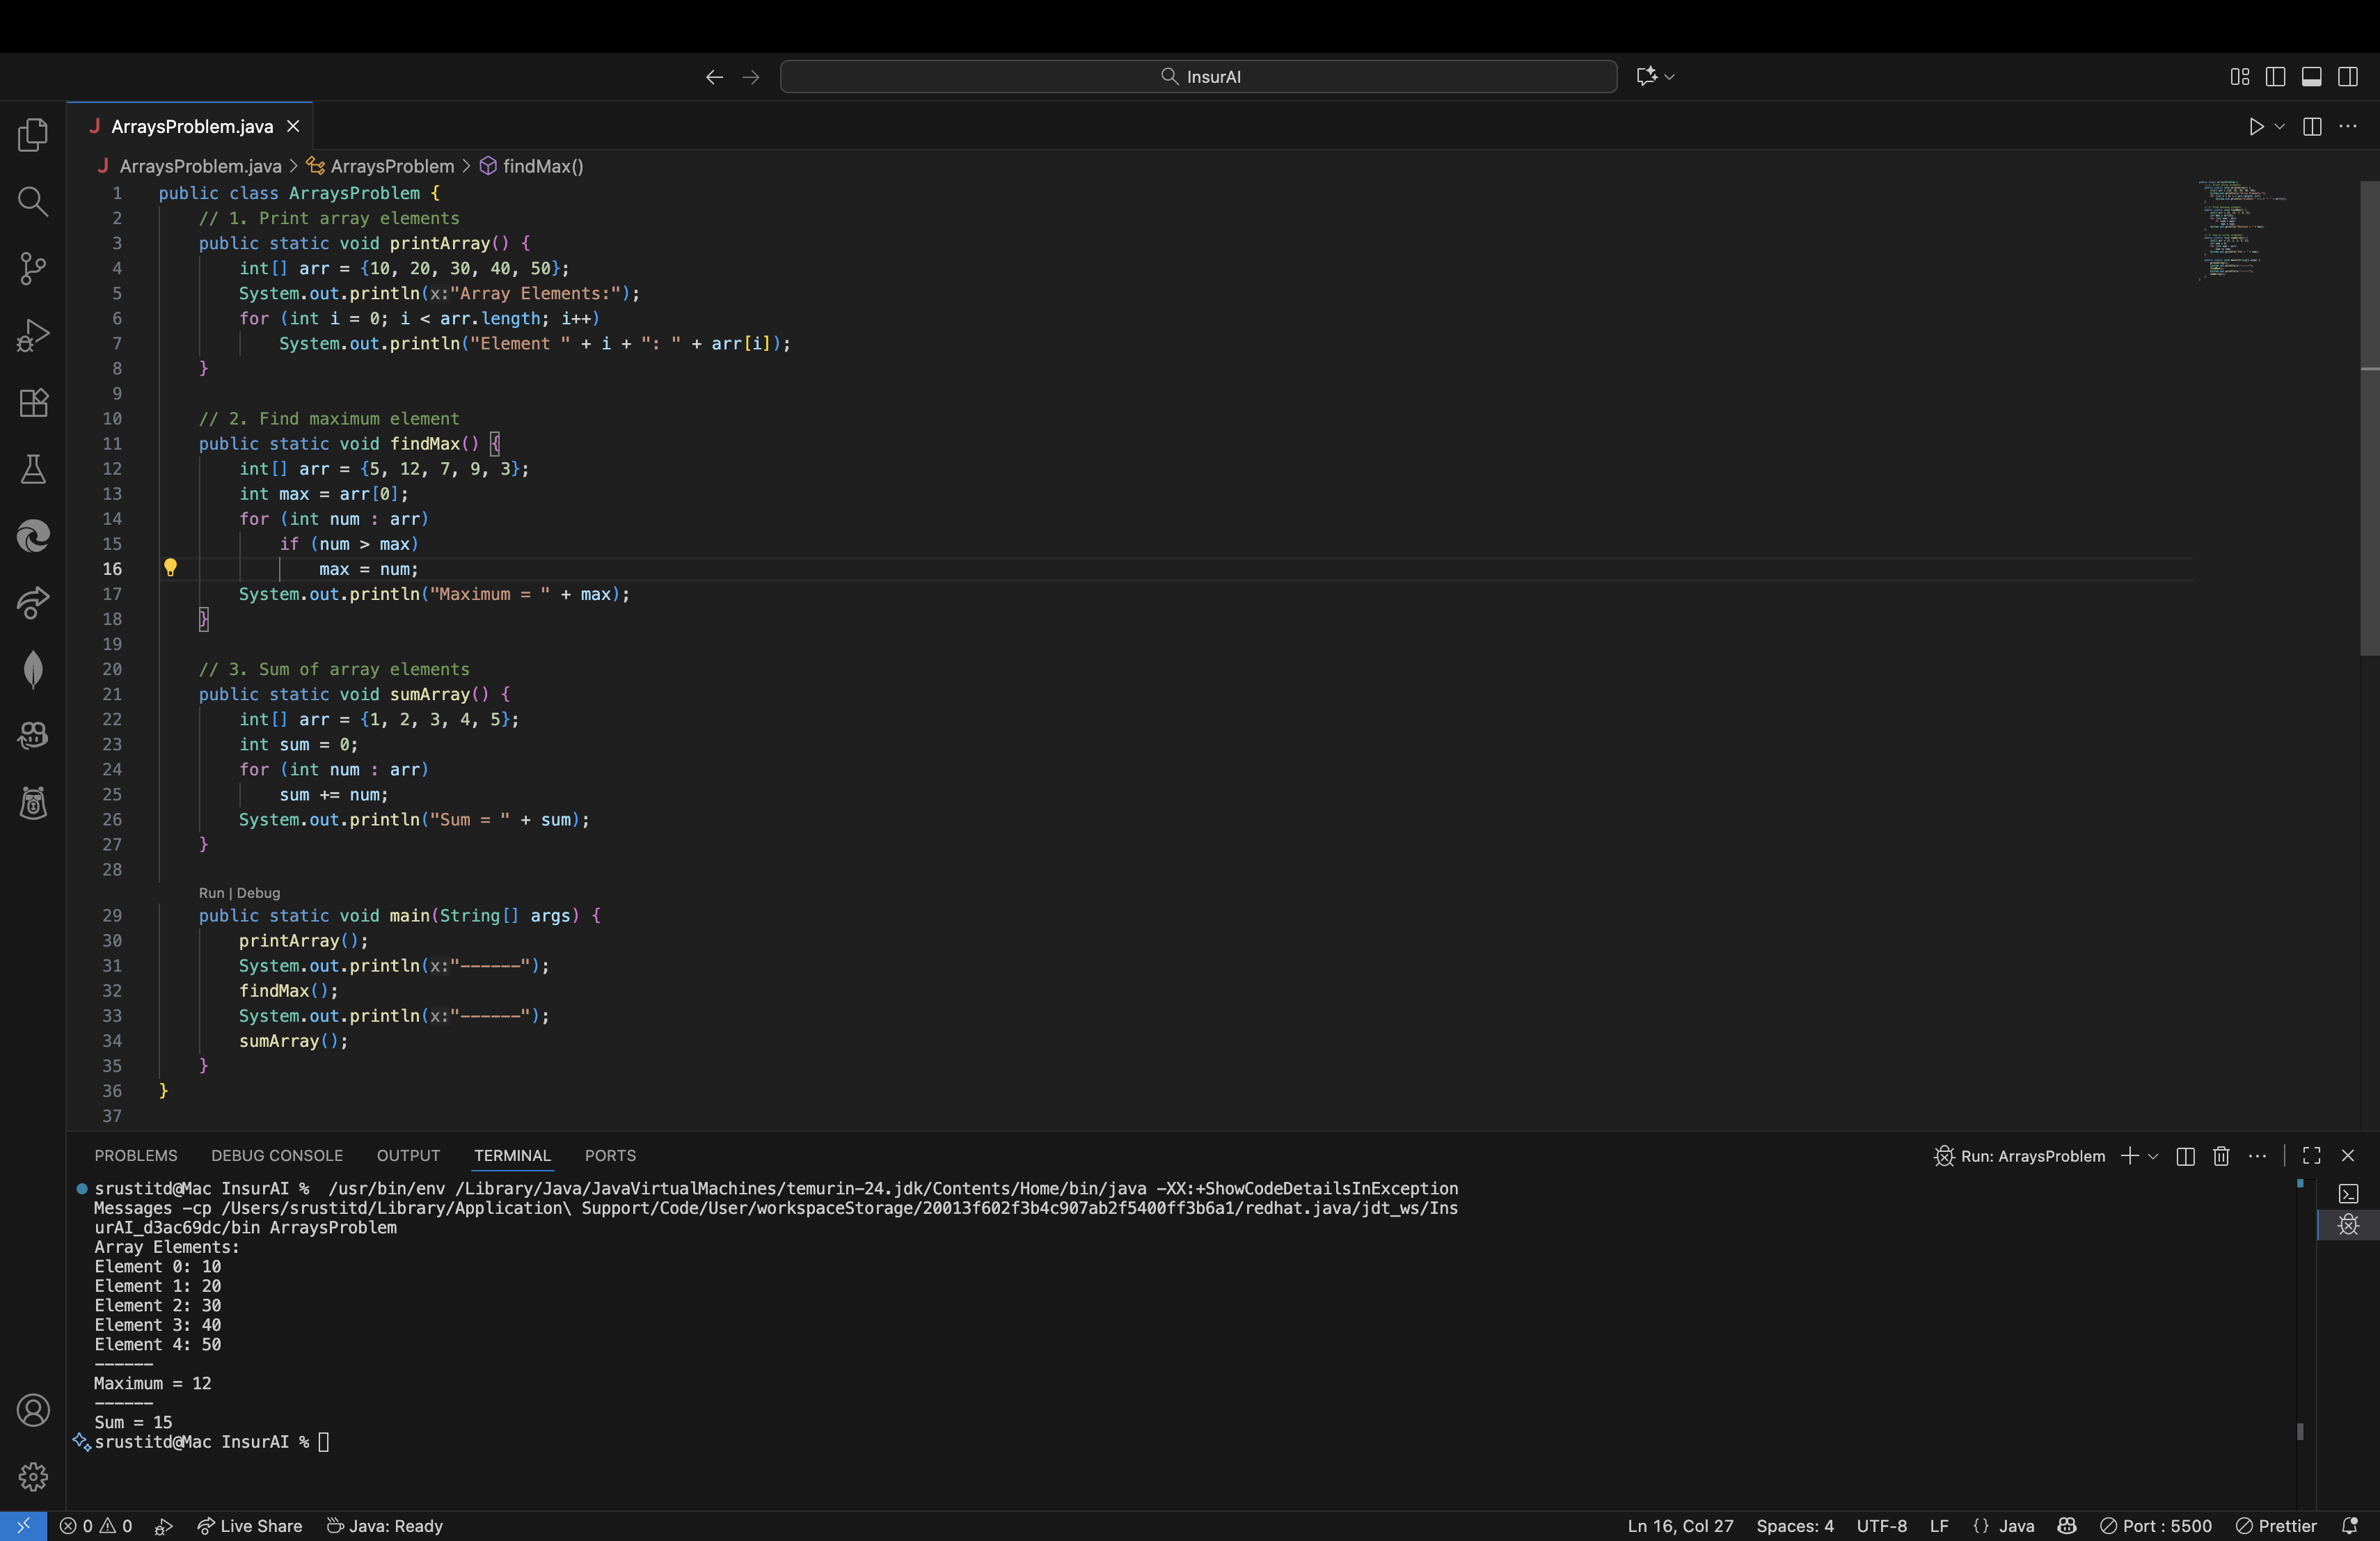 InsurAI
ArraysProblem.java
ArraysProblem.java > ArraysProblem > findMax()
1 public class ArraysProblem {
2     // 1. Print array elements
3     public static void printArray() {
4         int[] arr = {10, 20, 30, 40, 50};
5         System.out.println(x:"Array Elements:");
6         for (int i = 0; i < arr.length; i++)
7             System.out.println("Element " + i + ": " + arr[i]);
8     }
9
10     // 2. Find maximum element
11     public static void findMax() {
12         int[] arr = {5, 12, 7, 9, 3};
13         int max = arr[0];
14         for (int num : arr)
15             if (num > max)
16                 max = num;
17         System.out.println("Maximum = " + max);
18     }
19
20     // 3. Sum of array elements
21     public static void sumArray() {
22         int[] arr = {1, 2, 3, 4, 5};
23         int sum = 0;
24         for (int num : arr)
25             sum += num;
26         System.out.println("Sum = " + sum);
27     }
28
Run | Debug
29     public static void main(String[] args) {
30         printArray();
31         System.out.println(x:"------");
32         findMax();
33         System.out.println(x:"------");
34         sumArray();
35     }
36 }
37
PROBLEMS DEBUG CONSOLE OUTPUT TERMINAL PORTS Run: ArraysProblem
srustitd@Mac InsurAI %  /usr/bin/env /Library/Java/JavaVirtualMachines/temurin-24.jdk/Contents/Home/bin/java -XX:+ShowCodeDetailsInException
Messages -cp /Users/srustitd/Library/Application\ Support/Code/User/workspaceStorage/20013f602f3b4c907ab2f5400ff3b6a1/redhat.java/jdt_ws/Ins
urAI_d3ac69dc/bin ArraysProblem
Array Elements:
Element 0: 10
Element 1: 20
Element 2: 30
Element 3: 40
Element 4: 50
------
Maximum = 12
------
Sum = 15
srustitd@Mac InsurAI %
0 0 Live Share Java: Ready Ln 16, Col 27 Spaces: 4 UTF-8 LF {} Java Port : 5500 Prettier